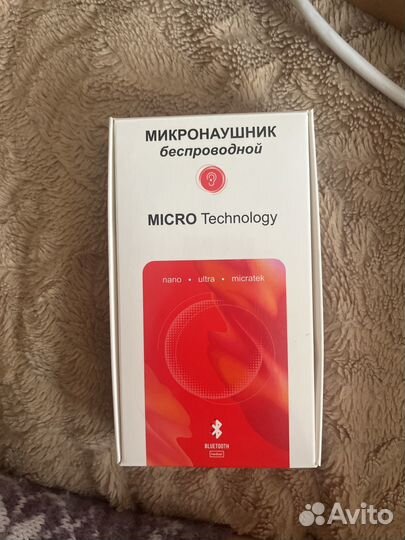 МИКРОНАУШНИК
беспроводной
MICRO Technology
nano • ultra • micratek
BLUETOOTH
Avito